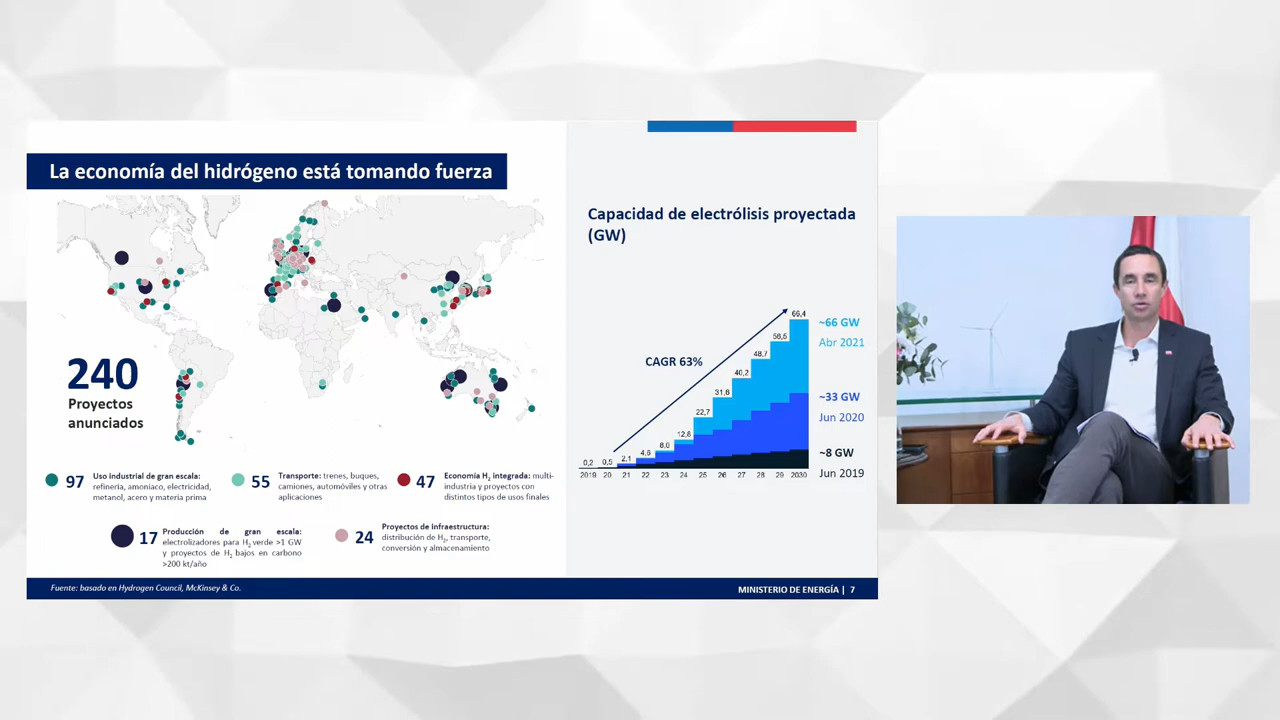 La economía del hidrógeno está tomando fuerza
240
Proyectos
anunciados
97
Uso industrial de gran escala:
refinería, amoniaco, electricidad,
metanol, acero y materia prima
55
Transporte: trenes, buques,
camiones, automóviles y otras
aplicaciones
47
Economía H2 integrada: multi-
industria y proyectos con
distintos tipos de usos finales
17
Producción de gran escala:
electrolizadores para H2 verde >1 GW
y proyectos de H2 bajos en carbono
>200 kt/año
24
Proyectos de infraestructura:
distribución de H2, transporte,
conversión y almacenamiento
Capacidad de electrólisis proyectada
(GW)
CAGR 63%
0,2 0,5 2,1 4,6 8,0 12,8 22,7 31,8 40,2 48,7 56,5 66,4
2019 20 21 22 23 24 25 26 27 28 29 2030
~66 GW
Abr 2021
~33 GW
Jun 2020
~8 GW
Jun 2019
Fuente: basado en Hydrogen Council, McKinsey & Co.
MINISTERIO DE ENERGÍA | 7